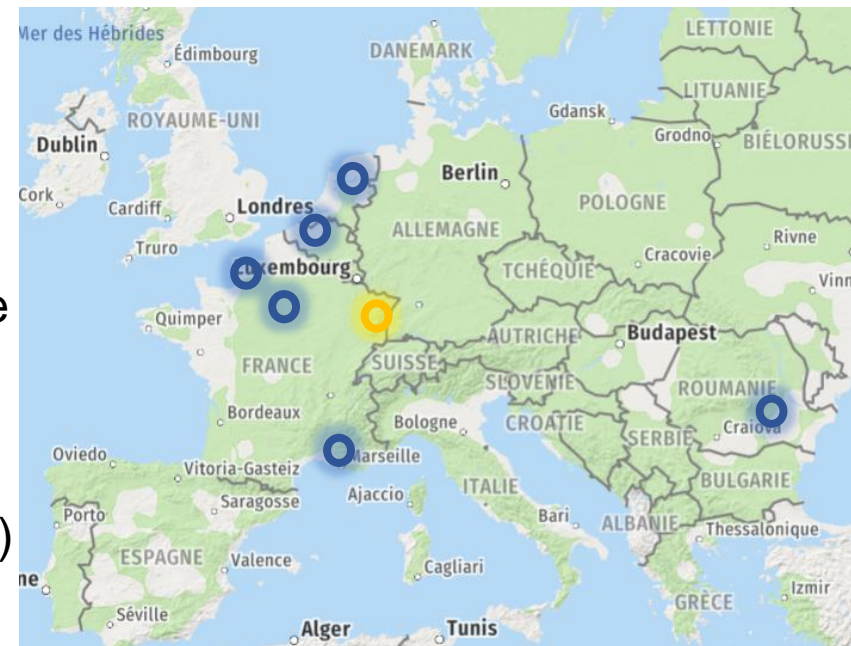 Mer des Hébrides
Édimbourg
DANEMARK
LETTONIE
LITUANIE
ROYAUME-UNI
Gdansk
Grodno
BIÉLORUSSI
Dublin
Berlin
Cork
Cardiff
Londres
ALLEMAGNE
POLOGNE
Truro
Luxembourg
Cracovie
Rivne
TCHÉQUIE
Vinn
e
Quimper
AUTRICHE
Budapest
FRANCE
SUISSE
SLOVÉNIE
ROUMANIE
Bordeaux
Bologne
CROATIE
Craiova
SERBIE
Oviedo
Vitoria-Gasteiz
Marseille
ITALIE
BULGARIE
Porto
Saragosse
Ajaccio
Bari
ALBANIE
Thessalonique
)
ESPAGNE
Valence
Cagliari
ne
Izmir
Séville
GRÈCE
Alger
Tunis